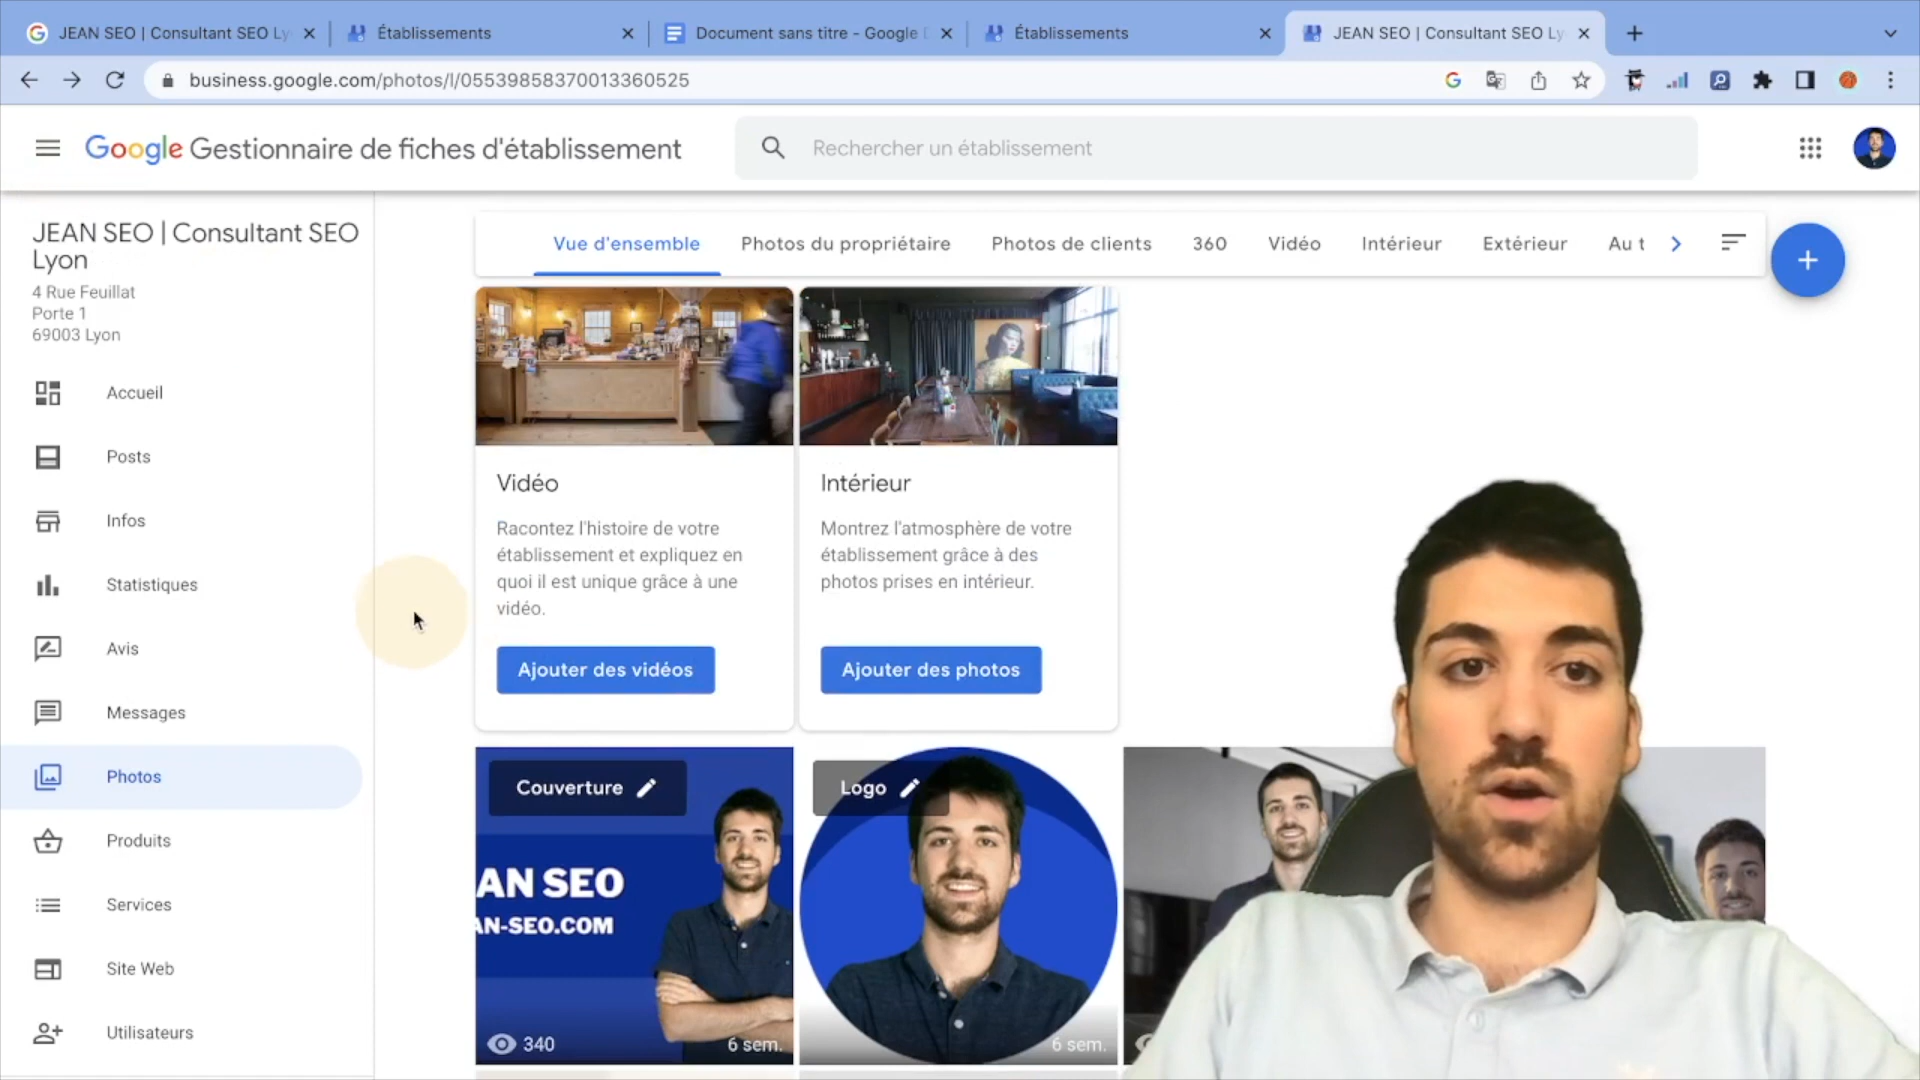 JEAN SEO | Consultant SEO Ly
Établissements
Document sans titre - Google
Établissements
JEAN SEO | Consultant SEO Ly
business.google.com/photos/l/05539858370013360525
Google Gestionnaire de fiches d'établissement
Rechercher un établissement
JEAN SEO | Consultant SEO
Lyon
4 Rue Feuillat
Porte 1
69003 Lyon
Accueil
Posts
Infos
Statistiques
Avis
Messages
Photos
Produits
Services
Site Web
Utilisateurs
Vue d'ensemble
Photos du propriétaire
Photos de clients
360
Vidéo
Intérieur
Extérieur
Au t
Vidéo
Racontez l'histoire de votre
établissement et expliquez en
quoi il est unique grâce à une
vidéo.
Ajouter des vidéos
Intérieur
Montrez l'atmosphère de votre
établissement grâce à des
photos prises en intérieur.
Ajouter des photos
Couverture
AN SEO
AN-SEO.COM
340
6 sem.
Logo
6 sem.